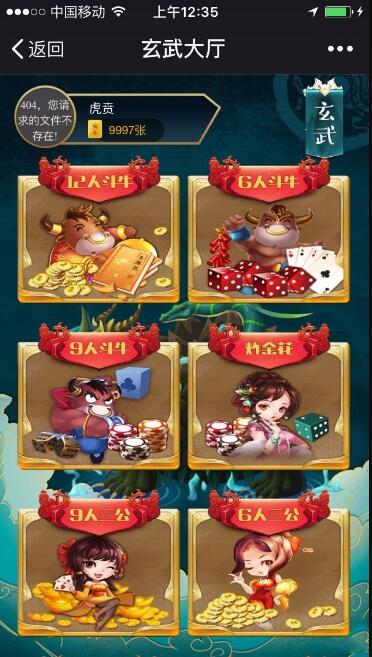 中国移动
上午12:35
返回
玄武大厅
404，您请
求的文件不
存在!
虎贲
9997张
玄武
12人斗牛
6人斗牛
9人斗牛
炸金花
9人三公
6人三公